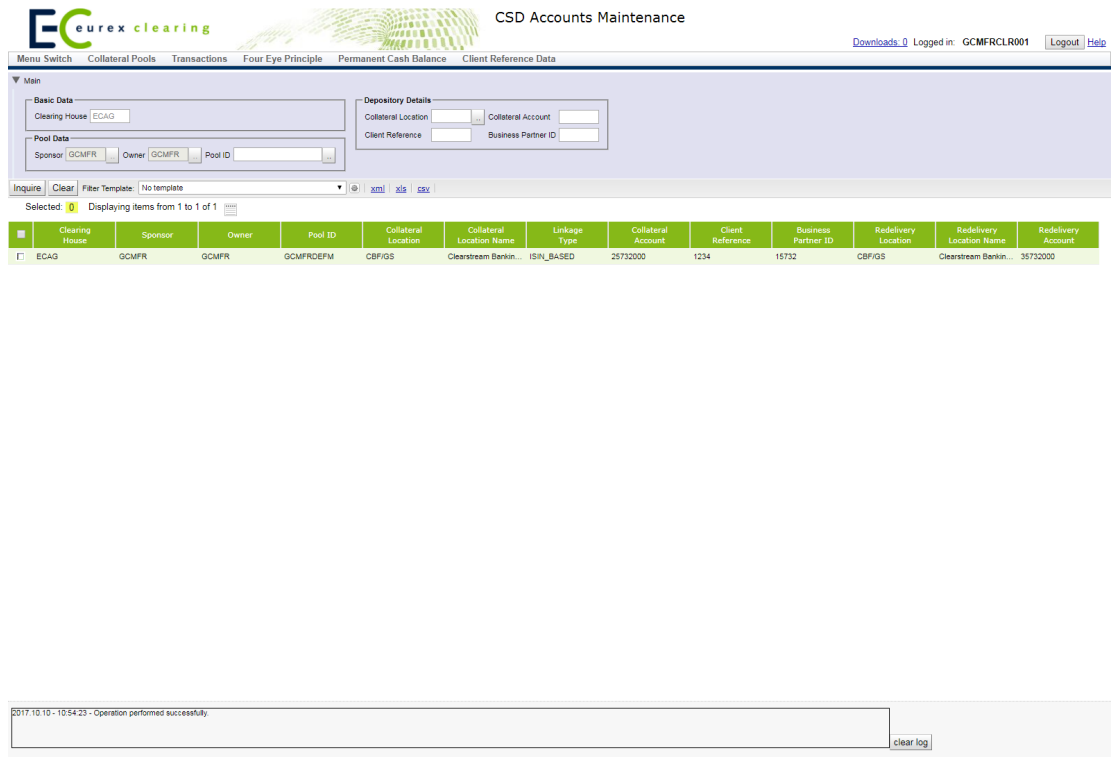 EC eurex clearing
CSD Accounts Maintenance
Downloads: 0 Logged in: GCMFRCLR001 Logout Help
Menu Switch Collateral Pools Transactions Four Eye Principle Permanent Cash Balance Client Reference Data
Main
Basic Data
Clearing House ECAG
Depository Details
Collateral Location ... Collateral Account
Client Reference Business Partner ID
Pool Data
Sponsor GCMFR ... Owner GCMFR ... Pool ID ...
Inquire Clear Filter Template: No template xml xls csv
Selected: 0 Displaying items from 1 to 1 of 1
Clearing House Sponsor Owner Pool ID Collateral Location Collateral Location Name Linkage Type Collateral Account Client Reference Business Partner ID Redelivery Location Redelivery Location Name Redelivery Account
ECAG GCMFR GCMFR GCMFRDEFM CBF/GS Clearstream Bankin... ISIN_BASED 25732000 1234 15732 CBF/GS Clearstream Bankin... 35732000
2017.10.10 - 10:54:23 - Operation performed successfully.
clear log